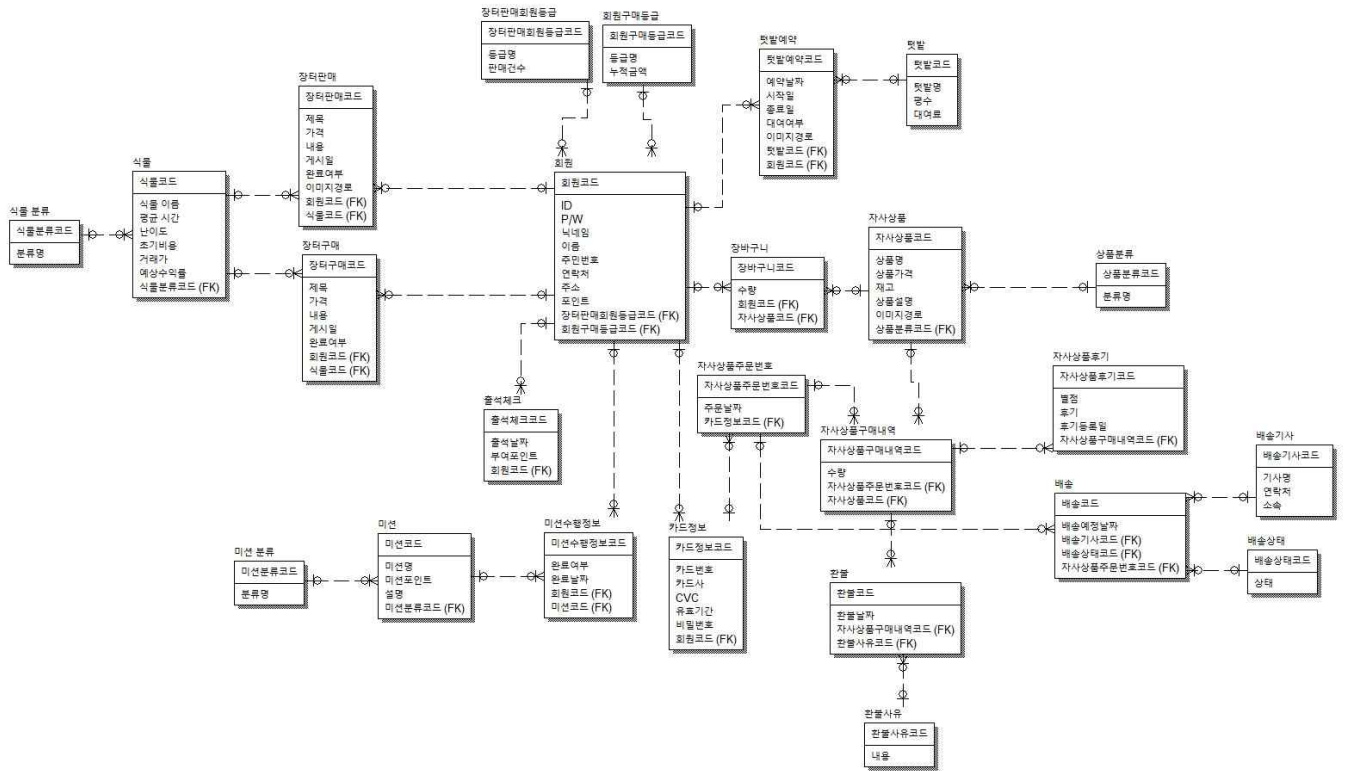 장터판매회원등급
장터판매회원등급코드
등급명
판매건수
회원구매등급
회원구매등급코드
등급명
누적금액
텃밭예약
텃밭예약코드
예약날짜
시작일
종료일
대여여부
이미지경로
텃밭코드 (FK)
회원코드 (FK)
텃밭
텃밭코드
텃밭명
평수
대여료
장터판매
장터판매코드
제목
가격
내용
게시일
완료여부
이미지경로
회원코드 (FK)
식물코드 (FK)
식물 분류
식물분류코드
분류명
식물
식물코드
식물 이름
평균 시간
난이도
초기비용
거래가
예상수익률
식물분류코드 (FK)
장터구매
장터구매코드
제목
가격
내용
게시일
완료여부
회원코드 (FK)
식물코드 (FK)
회원
회원코드
ID
P/W
닉네임
이름
주민번호
연락처
주소
포인트
장터판매회원등급코드 (FK)
회원구매등급코드 (FK)
장바구니
장바구니코드
수량
회원코드 (FK)
자사상품코드 (FK)
자사상품
자사상품코드
상품명
상품가격
재고
상품설명
이미지경로
상품분류코드 (FK)
상품분류
상품분류코드
분류명
출석체크
출석체크코드
출석날짜
부여포인트
회원코드 (FK)
자사상품주문번호
자사상품주문번호코드
주문날짜
카드정보코드 (FK)
자사상품구매내역
자사상품구매내역코드
수량
자사상품주문번호코드 (FK)
자사상품코드 (FK)
자사상품후기
자사상품후기코드
별점
후기
후기등록일
자사상품구매내역코드 (FK)
배송기사
배송기사코드
기사명
연락처
소속
배송
배송코드
배송예정날짜
배송기사코드 (FK)
배송상태코드 (FK)
자사상품주문번호코드 (FK)
배송상태
배송상태코드
상태
미션 분류
미션분류코드
분류명
미션
미션코드
미션명
미션포인트
설명
미션분류코드 (FK)
미션수행정보
미션수행정보코드
완료여부
완료날짜
회원코드 (FK)
미션코드 (FK)
카드정보
카드정보코드
카드번호
카드사
CVC
유효기간
비밀번호
회원코드 (FK)
환불
환불코드
환불날짜
자사상품구매내역코드 (FK)
환불사유코드 (FK)
환불사유
환불사유코드
내용